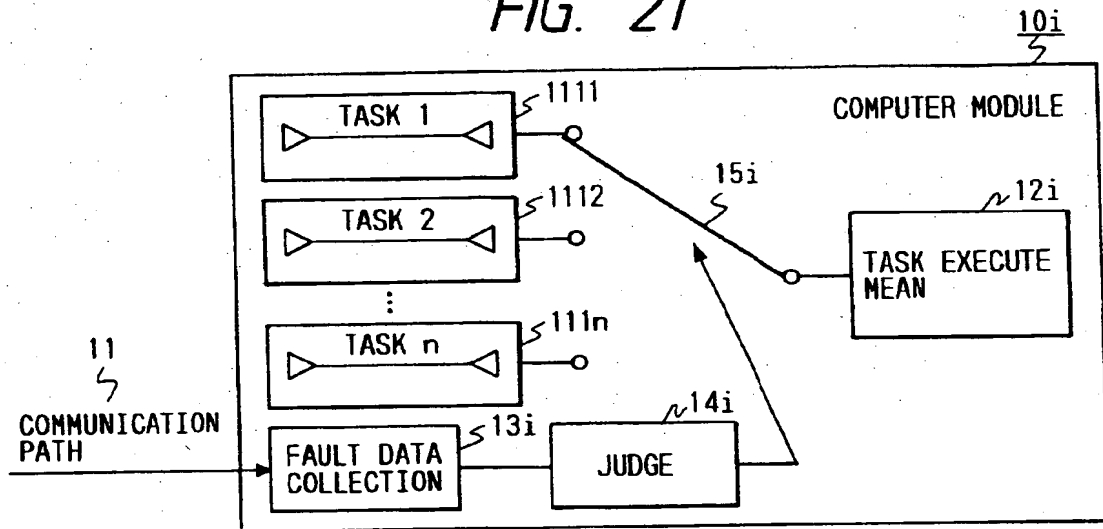 FIG. 21
10i
COMPUTER MODULE
TASK 1
1111
15i
12i
TASK 2
1112
TASK EXECUTE
MEAN
TASK n
111n
11
COMMUNICATION
PATH
FAULT DATA
COLLECTION
13i
JUDGE
14i